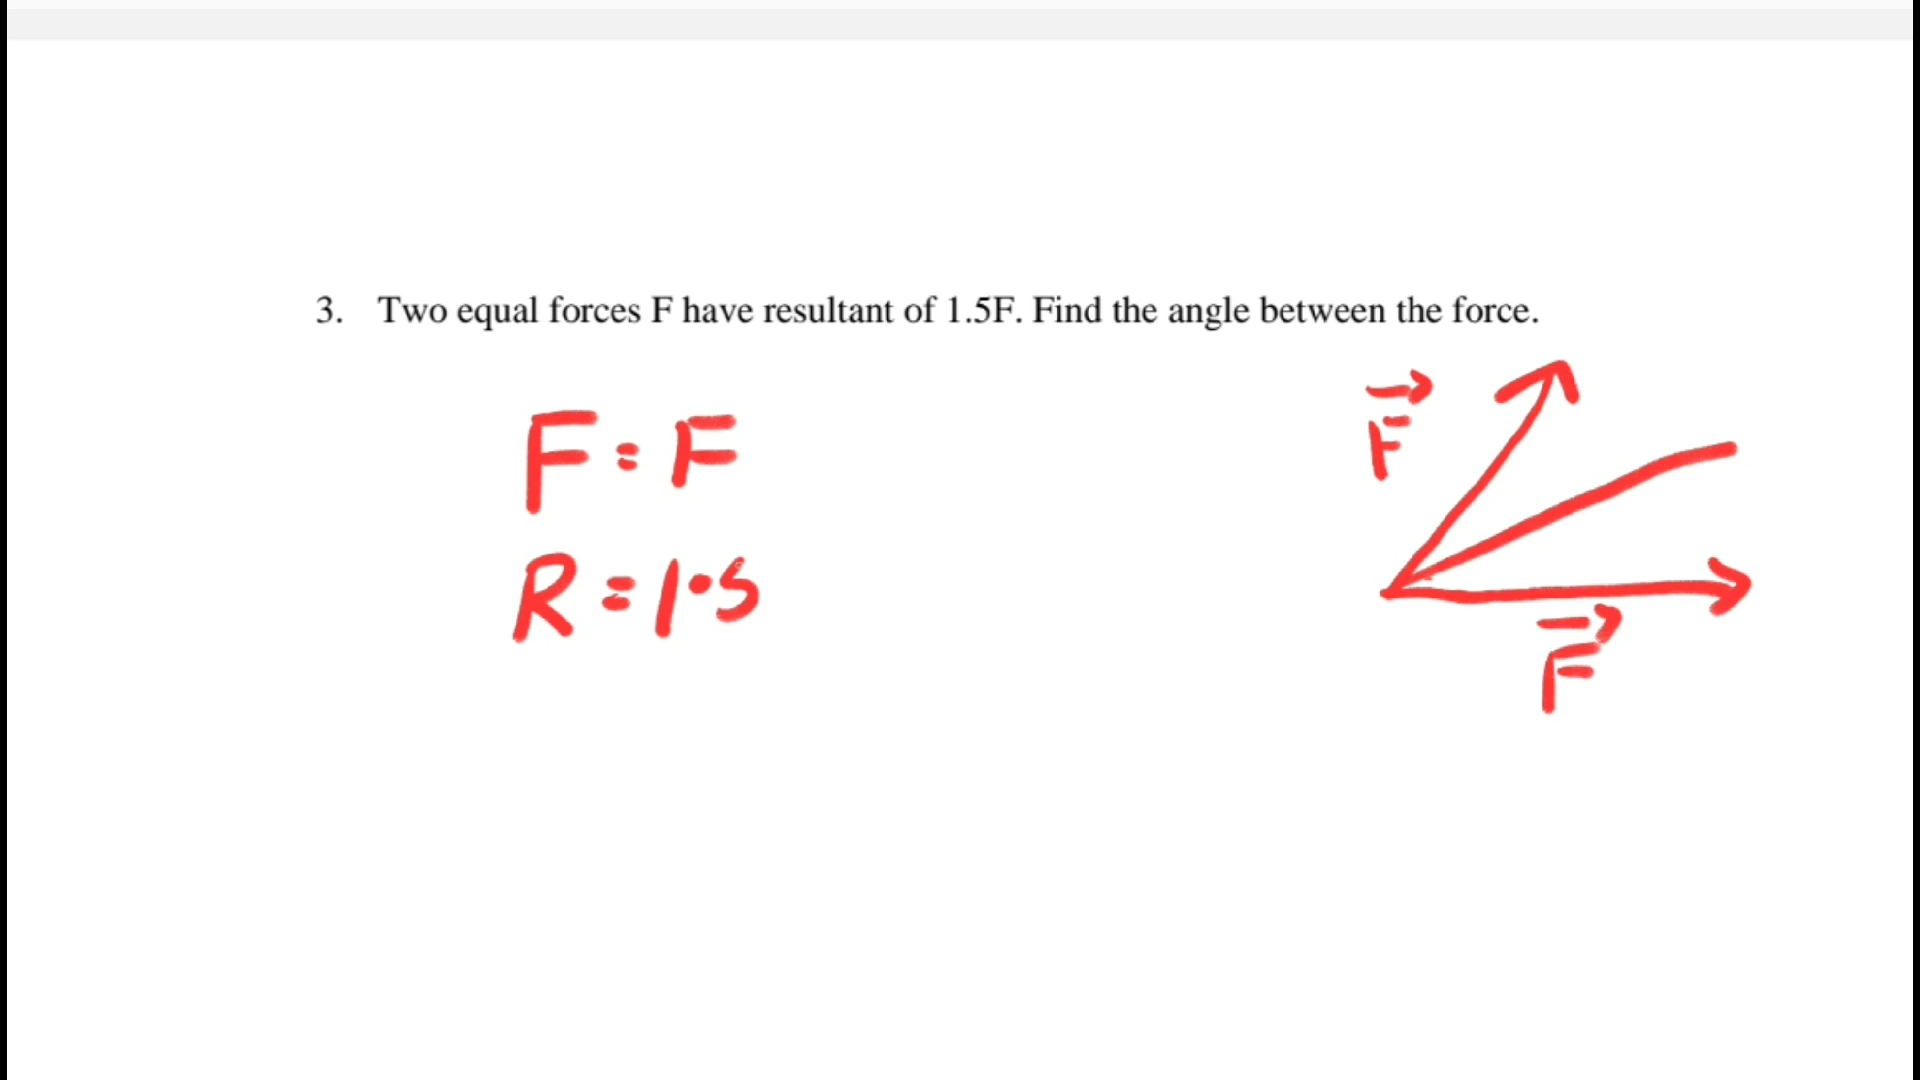 3. Two equal forces F have resultant of 1.5F. Find the angle between the force.
F = F
R = 1.5
F
F